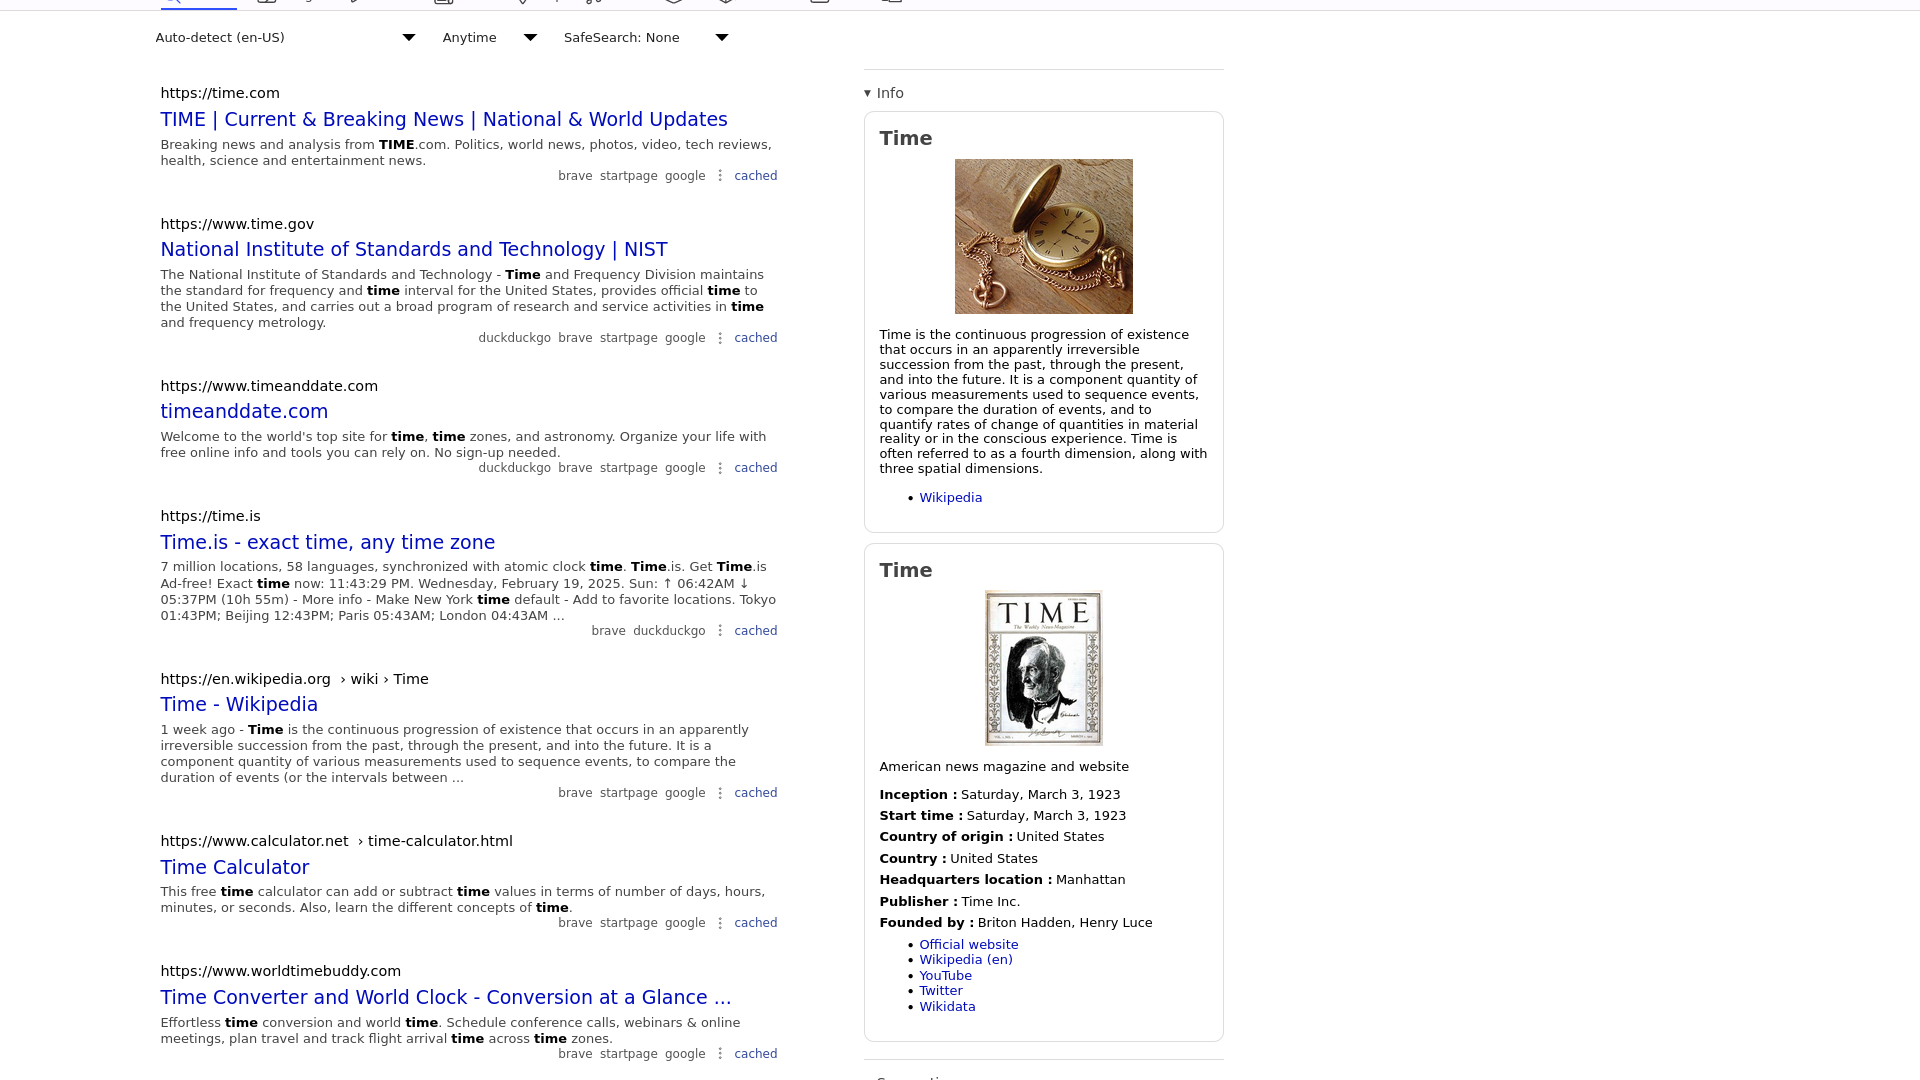 Auto-detect (en-US)
Anytime
SafeSearch: None
https://time.com
TIME | Current & Breaking News | National & World Updates
Breaking news and analysis from TIME.com. Politics, world news, photos, video, tech reviews,
health, science and entertainment news.
brave startpage google ⋮ cached
https://www.time.gov
National Institute of Standards and Technology | NIST
The National Institute of Standards and Technology - Time and Frequency Division maintains
the standard for frequency and time interval for the United States, provides official time to
the United States, and carries out a broad program of research and service activities in time
and frequency metrology.
duckduckgo brave startpage google ⋮ cached
https://www.timeanddate.com
timeanddate.com
Welcome to the world's top site for time, time zones, and astronomy. Organize your life with
free online info and tools you can rely on. No sign-up needed.
duckduckgo brave startpage google ⋮ cached
https://time.is
Time.is - exact time, any time zone
7 million locations, 58 languages, synchronized with atomic clock time. Time.is. Get Time.is
Ad-free! Exact time now: 11:43:29 PM. Wednesday, February 19, 2025. Sun: ↑ 06:42AM ↓
05:37PM (10h 55m) - More info - Make New York time default - Add to favorite locations. Tokyo
01:43PM; Beijing 12:43PM; Paris 05:43AM; London 04:43AM ...
brave duckduckgo ⋮ cached
https://en.wikipedia.org › wiki › Time
Time - Wikipedia
1 week ago - Time is the continuous progression of existence that occurs in an apparently
irreversible succession from the past, through the present, and into the future. It is a
component quantity of various measurements used to sequence events, to compare the
duration of events (or the intervals between ...
brave startpage google ⋮ cached
https://www.calculator.net › time-calculator.html
Time Calculator
This free time calculator can add or subtract time values in terms of number of days, hours,
minutes, or seconds. Also, learn the different concepts of time.
brave startpage google ⋮ cached
https://www.worldtimebuddy.com
Time Converter and World Clock - Conversion at a Glance ...
Effortless time conversion and world time. Schedule conference calls, webinars & online
meetings, plan travel and track flight arrival time across time zones.
brave startpage google ⋮ cached
▾ Info
Time
Time is the continuous progression of existence
that occurs in an apparently irreversible
succession from the past, through the present,
and into the future. It is a component quantity of
various measurements used to sequence events,
to compare the duration of events, and to
quantify rates of change of quantities in material
reality or in the conscious experience. Time is
often referred to as a fourth dimension, along with
three spatial dimensions.
• Wikipedia
Time
TIME
The Weekly News-Magazine
American news magazine and website
Inception : Saturday, March 3, 1923
Start time : Saturday, March 3, 1923
Country of origin : United States
Country : United States
Headquarters location : Manhattan
Publisher : Time Inc.
Founded by : Briton Hadden, Henry Luce
• Official website
• Wikipedia (en)
• YouTube
• Twitter
• Wikidata